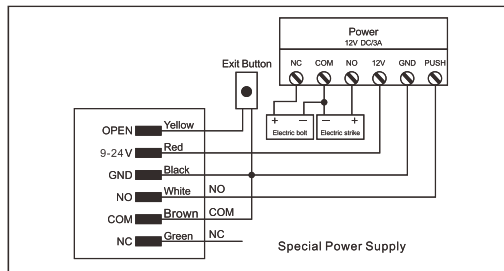 Power
12V DC/3A
NC COM NO 12V GND PUSH
Exit Button
+ − − +
Electric bolt Electric strike
OPEN Yellow
9-24V Red
GND Black
NO White NO
COM Brown COM
NC Green NC
Special Power Supply